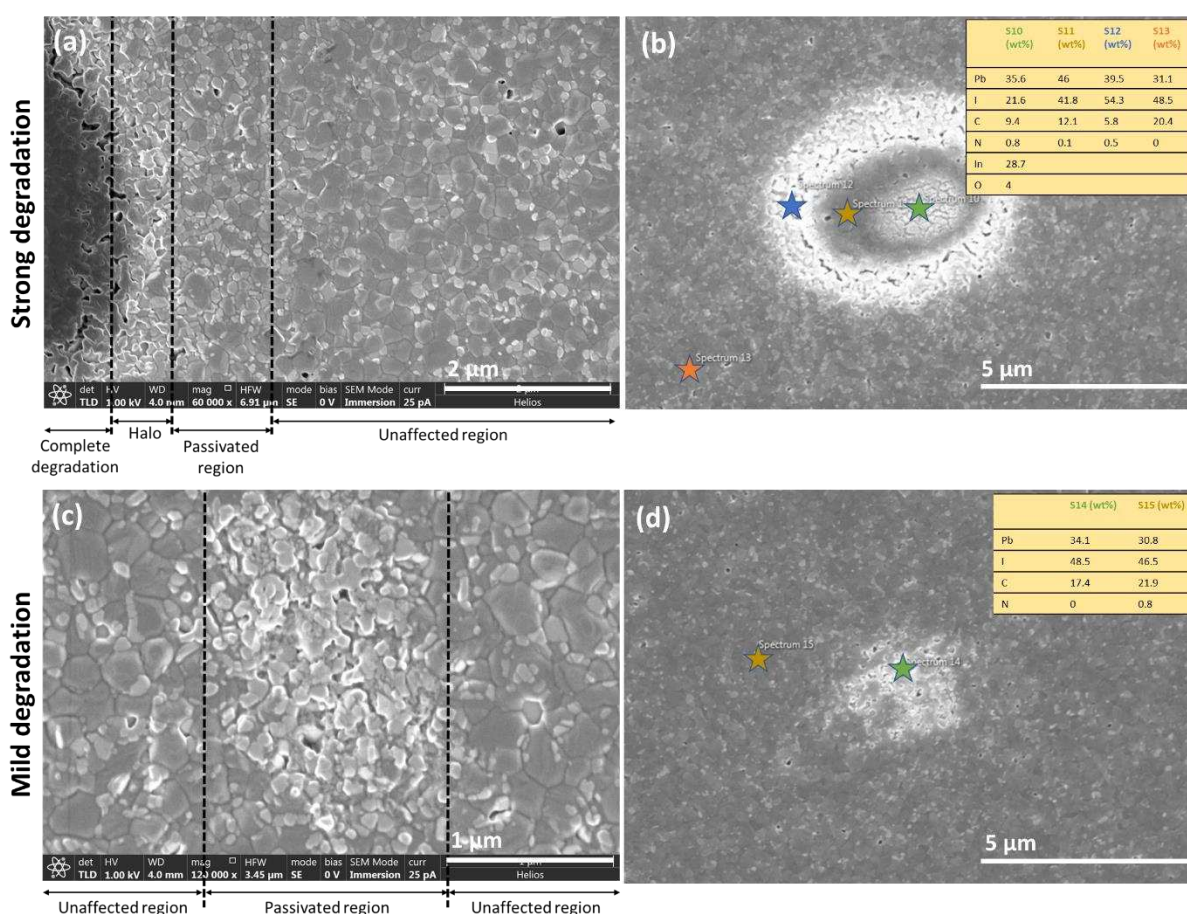 Strong degradation
(a)
2 µm
det HV WD mag HFW mode bias SEM Mode curr
TLD 1.00 kV 4.0 mm 60 000 x 6.91 µm SE 0 V Immersion 25 pA Helios
Complete degradation
Halo
Passivated region
Unaffected region
(b)
S10 (wt%) S11 (wt%) S12 (wt%) S13 (wt%)
Pb 35.6 46 39.5 31.1
I 21.6 41.8 54.3 48.5
C 9.4 12.1 5.8 20.4
N 0.8 0.1 0.5 0
In 28.7
O 4
Spectrum 12
Spectrum 13
5 µm
Mild degradation
(c)
1 µm
det HV WD mag HFW mode bias SEM Mode curr
TLD 1.00 kV 4.0 mm 120 000 x 3.45 µm SE 0 V Immersion 25 pA Helios
Unaffected region
Passivated region
Unaffected region
(d)
S14 (wt%) S15 (wt%)
Pb 34.1 30.8
I 48.5 46.5
C 17.4 21.9
N 0 0.8
Spectrum 15
Spectrum 14
5 µm